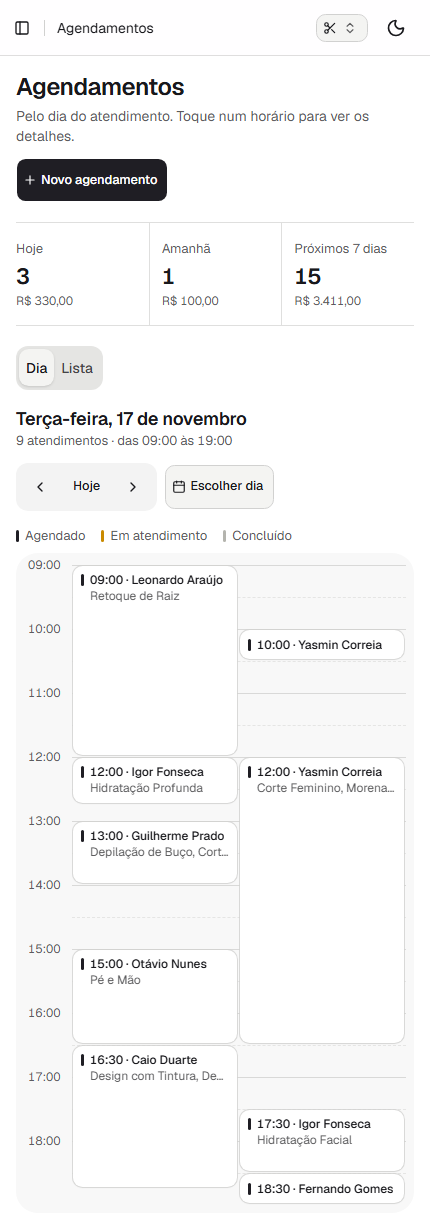 Agendamentos
Agendamentos
Pelo dia do atendimento. Toque num horário para ver os
detalhes.
+ Novo agendamento
Hoje
3
R$ 330,00
Amanhã
1
R$ 100,00
Próximos 7 dias
15
R$ 3.411,00
Dia Lista
Terça-feira, 17 de novembro
9 atendimentos · das 09:00 às 19:00
Hoje
Escolher dia
Agendado Em atendimento Concluído
09:00
09:00 · Leonardo Araújo
Retoque de Raiz
10:00
10:00 · Yasmin Correia
11:00
12:00
12:00 · Igor Fonseca
Hidratação Profunda
12:00 · Yasmin Correia
Corte Feminino, Morena...
13:00
13:00 · Guilherme Prado
Depilação de Buço, Cort...
14:00
15:00
15:00 · Otávio Nunes
Pé e Mão
16:00
16:30 · Caio Duarte
Design com Tintura, De...
17:00
17:30 · Igor Fonseca
Hidratação Facial
18:00
18:30 · Fernando Gomes